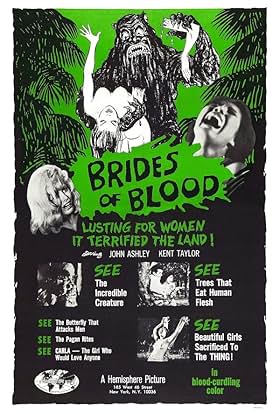 BRIDES
OF BLOOD
LUSTING FOR WOMEN
IT TERRIFIED THE LAND!
starring JOHN ASHLEY KENT TAYLOR
SEE
The
Incredible
Creature
SEE
Trees That
Eat Human
Flesh
SEE The Butterfly That
Attacks Men
SEE The Pagan Rites
SEE CARLA — The Girl Who
Would Love Anyone
SEE
Beautiful Girls
Sacrificed To
The THING!
A Hemisphere Picture
165 West 46 Street
New York, N.Y. 10036
in
blood-curdling
color